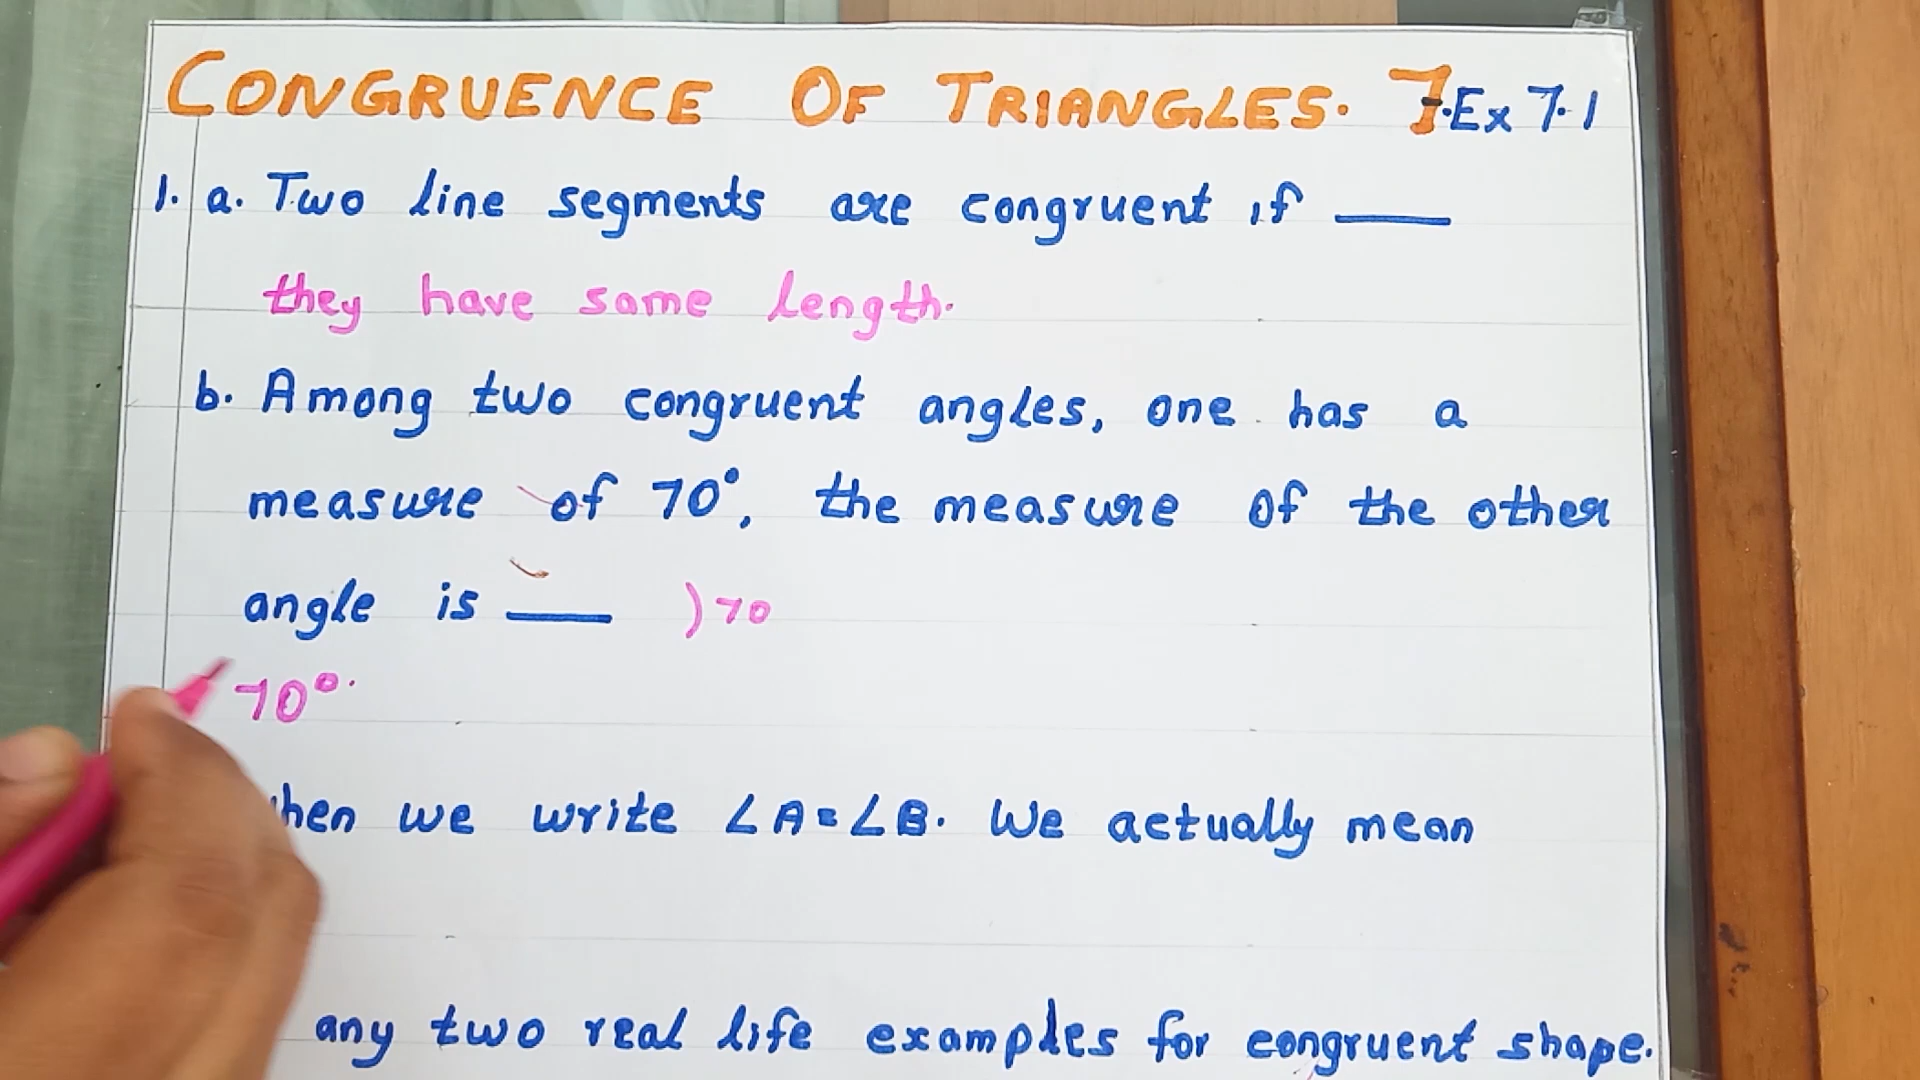 CONGRUENCE OF TRIANGLES. 7.Ex 7.1
1. a. Two line segments are congruent if ____
they have same length.
b. Among two congruent angles, one has a
measure of 70°, the measure of the other
angle is ____ )70
70°.
we write ∠A=∠B. We actually mean
any two real life examples for congruent shape.